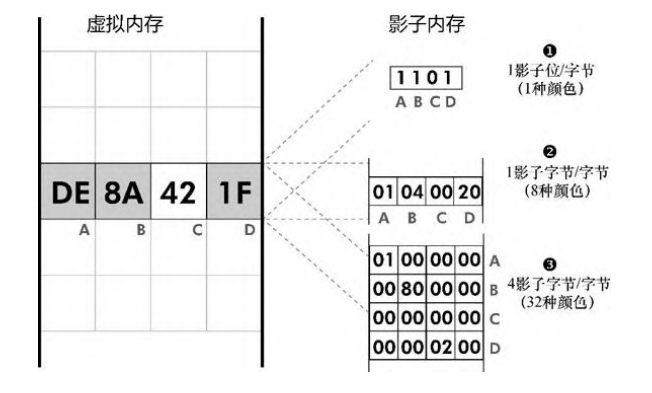 虚拟内存
影子内存
❶
1影子位/字节
(1种颜色)
1101
A B C D
❷
1影子字节/字节
(8种颜色)
DE 8A 42 1F
A B C D
01 04 00 20
A B C D
❸
4影子字节/字节
(32种颜色)
01 00 00 00 A
00 80 00 00 B
00 00 00 00 C
00 00 02 00 D